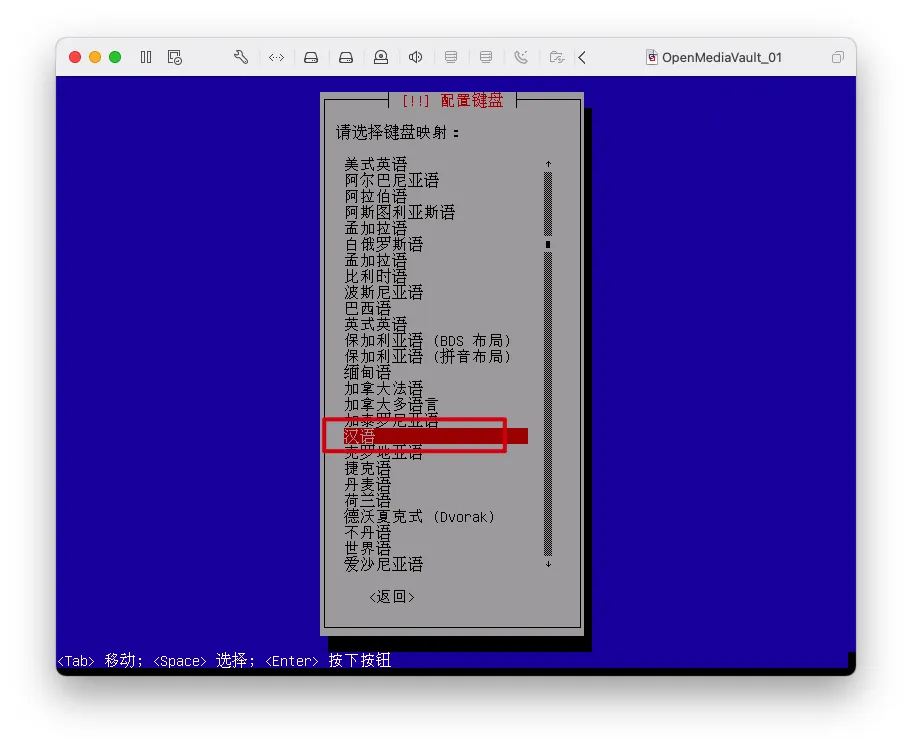 OpenMediaVault_01
[!!] 配置键盘
请选择键盘映射：
美式英语
阿尔巴尼亚语
阿拉伯语
阿斯图利亚斯语
孟加拉语
白俄罗斯语
孟加拉语
比利时语
波斯尼亚语
巴西语
英式英语
保加利亚语 (BDS 布局)
保加利亚语 (拼音布局)
缅甸语
加拿大法语
加拿大多语言
加泰罗尼亚语
汉语
克罗地亚语
捷克语
丹麦语
荷兰语
德沃夏克式 (Dvorak)
不丹语
世界语
爱沙尼亚语
<返回>
<Tab> 移动; <Space> 选择; <Enter> 按下按钮